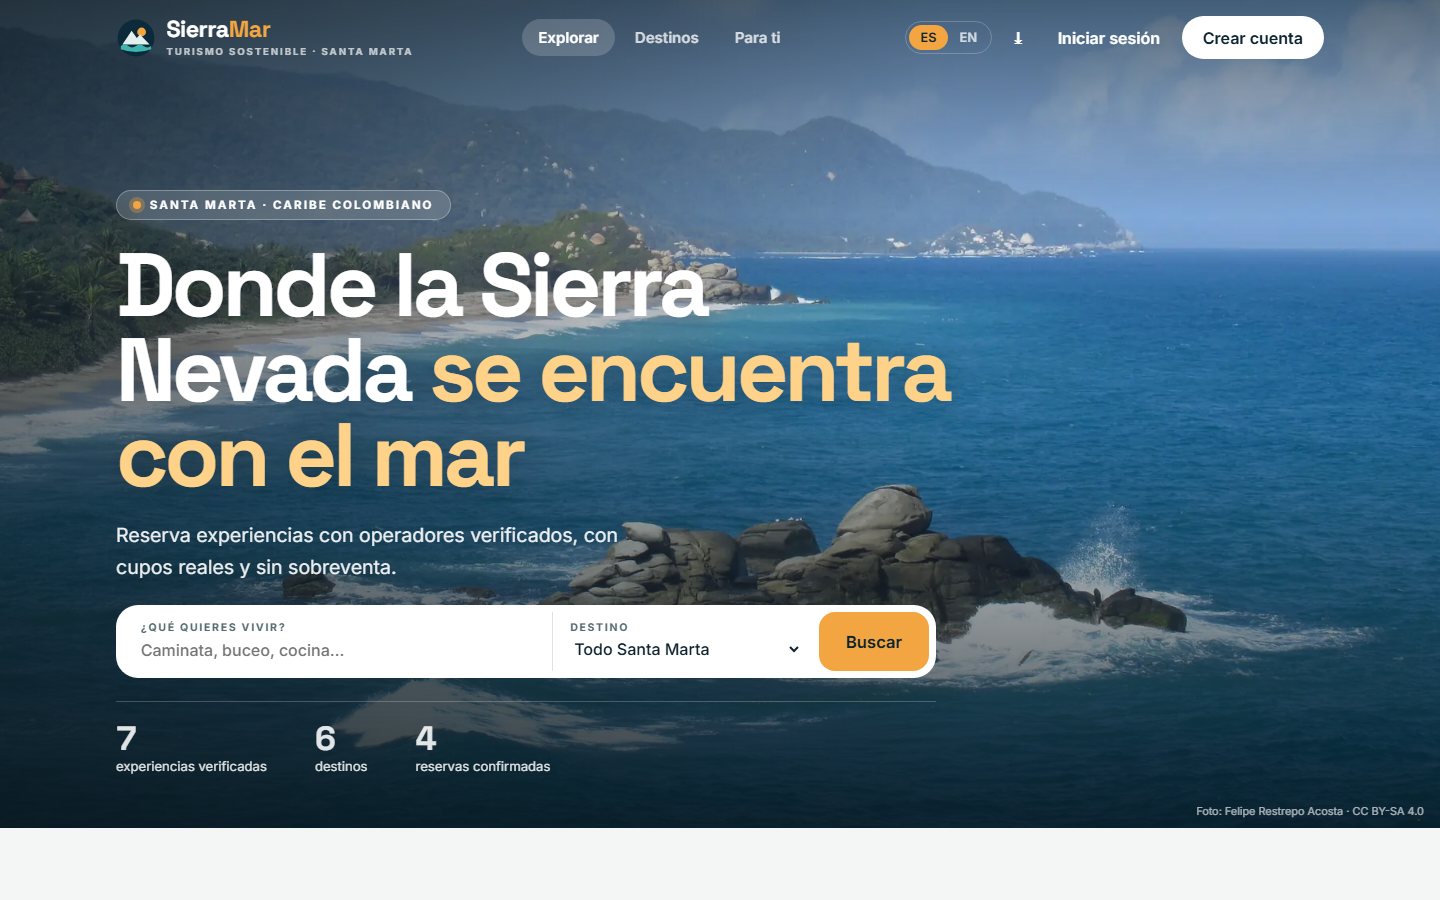 SierraMar
TURISMO SOSTENIBLE · SANTA MARTA
Explorar
Destinos
Para ti
ES
EN
Iniciar sesión
Crear cuenta
SANTA MARTA · CARIBE COLOMBIANO
Donde la Sierra
Nevada se encuentra
con el mar
Reserva experiencias con operadores verificados, con
cupos reales y sin sobreventa.
¿QUÉ QUIERES VIVIR?
Caminata, buceo, cocina...
DESTINO
Todo Santa Marta
Buscar
7
experiencias verificadas
6
destinos
4
reservas confirmadas
Foto: Felipe Restrepo Acosta · CC BY-SA 4.0